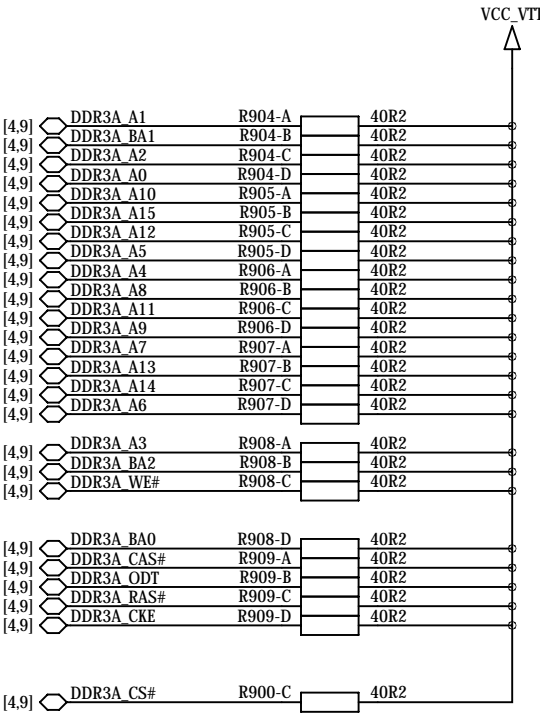 VCC_VTT
[4,9] DDR3A_A1 R904-A 40R2
[4,9] DDR3A_BA1 R904-B 40R2
[4,9] DDR3A_A2 R904-C 40R2
[4,9] DDR3A_A0 R904-D 40R2
[4,9] DDR3A_A10 R905-A 40R2
[4,9] DDR3A_A15 R905-B 40R2
[4,9] DDR3A_A12 R905-C 40R2
[4,9] DDR3A_A5 R905-D 40R2
[4,9] DDR3A_A4 R906-A 40R2
[4,9] DDR3A_A8 R906-B 40R2
[4,9] DDR3A_A11 R906-C 40R2
[4,9] DDR3A_A9 R906-D 40R2
[4,9] DDR3A_A7 R907-A 40R2
[4,9] DDR3A_A13 R907-B 40R2
[4,9] DDR3A_A14 R907-C 40R2
[4,9] DDR3A_A6 R907-D 40R2
[4,9] DDR3A_A3 R908-A 40R2
[4,9] DDR3A_BA2 R908-B 40R2
[4,9] DDR3A_WE# R908-C 40R2
[4,9] DDR3A_BA0 R908-D 40R2
[4,9] DDR3A_CAS# R909-A 40R2
[4,9] DDR3A_ODT R909-B 40R2
[4,9] DDR3A_RAS# R909-C 40R2
[4,9] DDR3A_CKE R909-D 40R2
[4,9] DDR3A_CS# R900-C 40R2